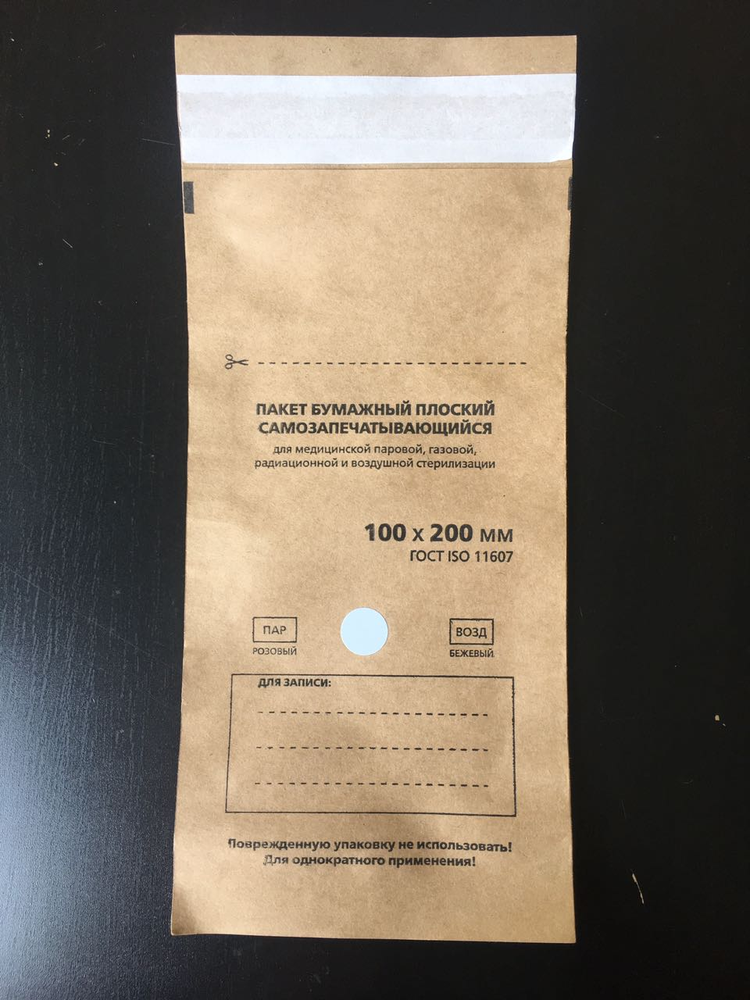 ПАКЕТ БУМАЖНЫЙ ПЛОСКИЙ
САМОЗАПЕЧАТЫВАЮЩИЙСЯ
для медицинской паровой, газовой,
радиационной и воздушной стерилизации
100 х 200 мм
ГОСТ ISO 11607
ПАР
РОЗОВЫЙ
ВОЗД
БЕЖЕВЫЙ
ДЛЯ ЗАПИСИ:
Поврежденную упаковку не использовать!
Для однократного применения!